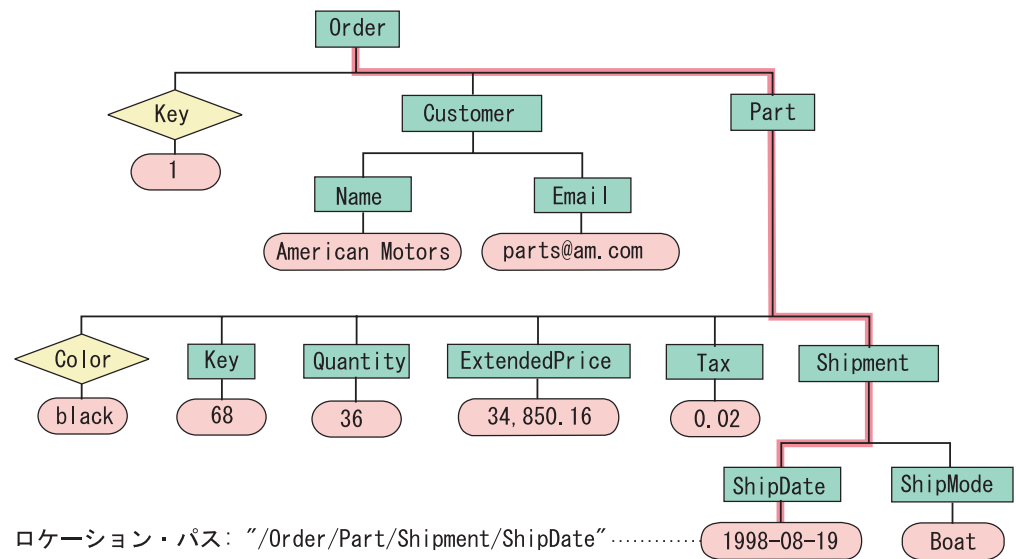 Order
Key
Customer
Part
1
Name
Email
American Motors
parts@am.com
Color
Key
Quantity
ExtendedPrice
Tax
Shipment
black
68
36
34,850.16
0.02
ShipDate
ShipMode
ロケーション・パス: "/Order/Part/Shipment/ShipDate"
1998-08-19
Boat